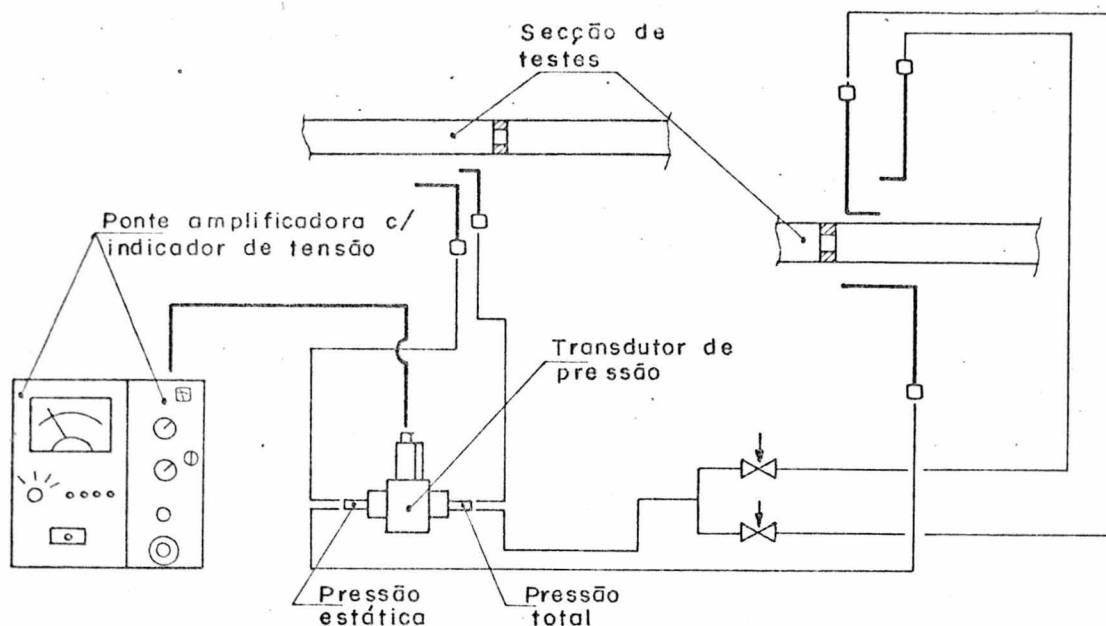 Secção de
testes
Ponte amplificadora c/
indicador de tensão
Transdutor de
pressão
Pressão
estática
Pressão
total